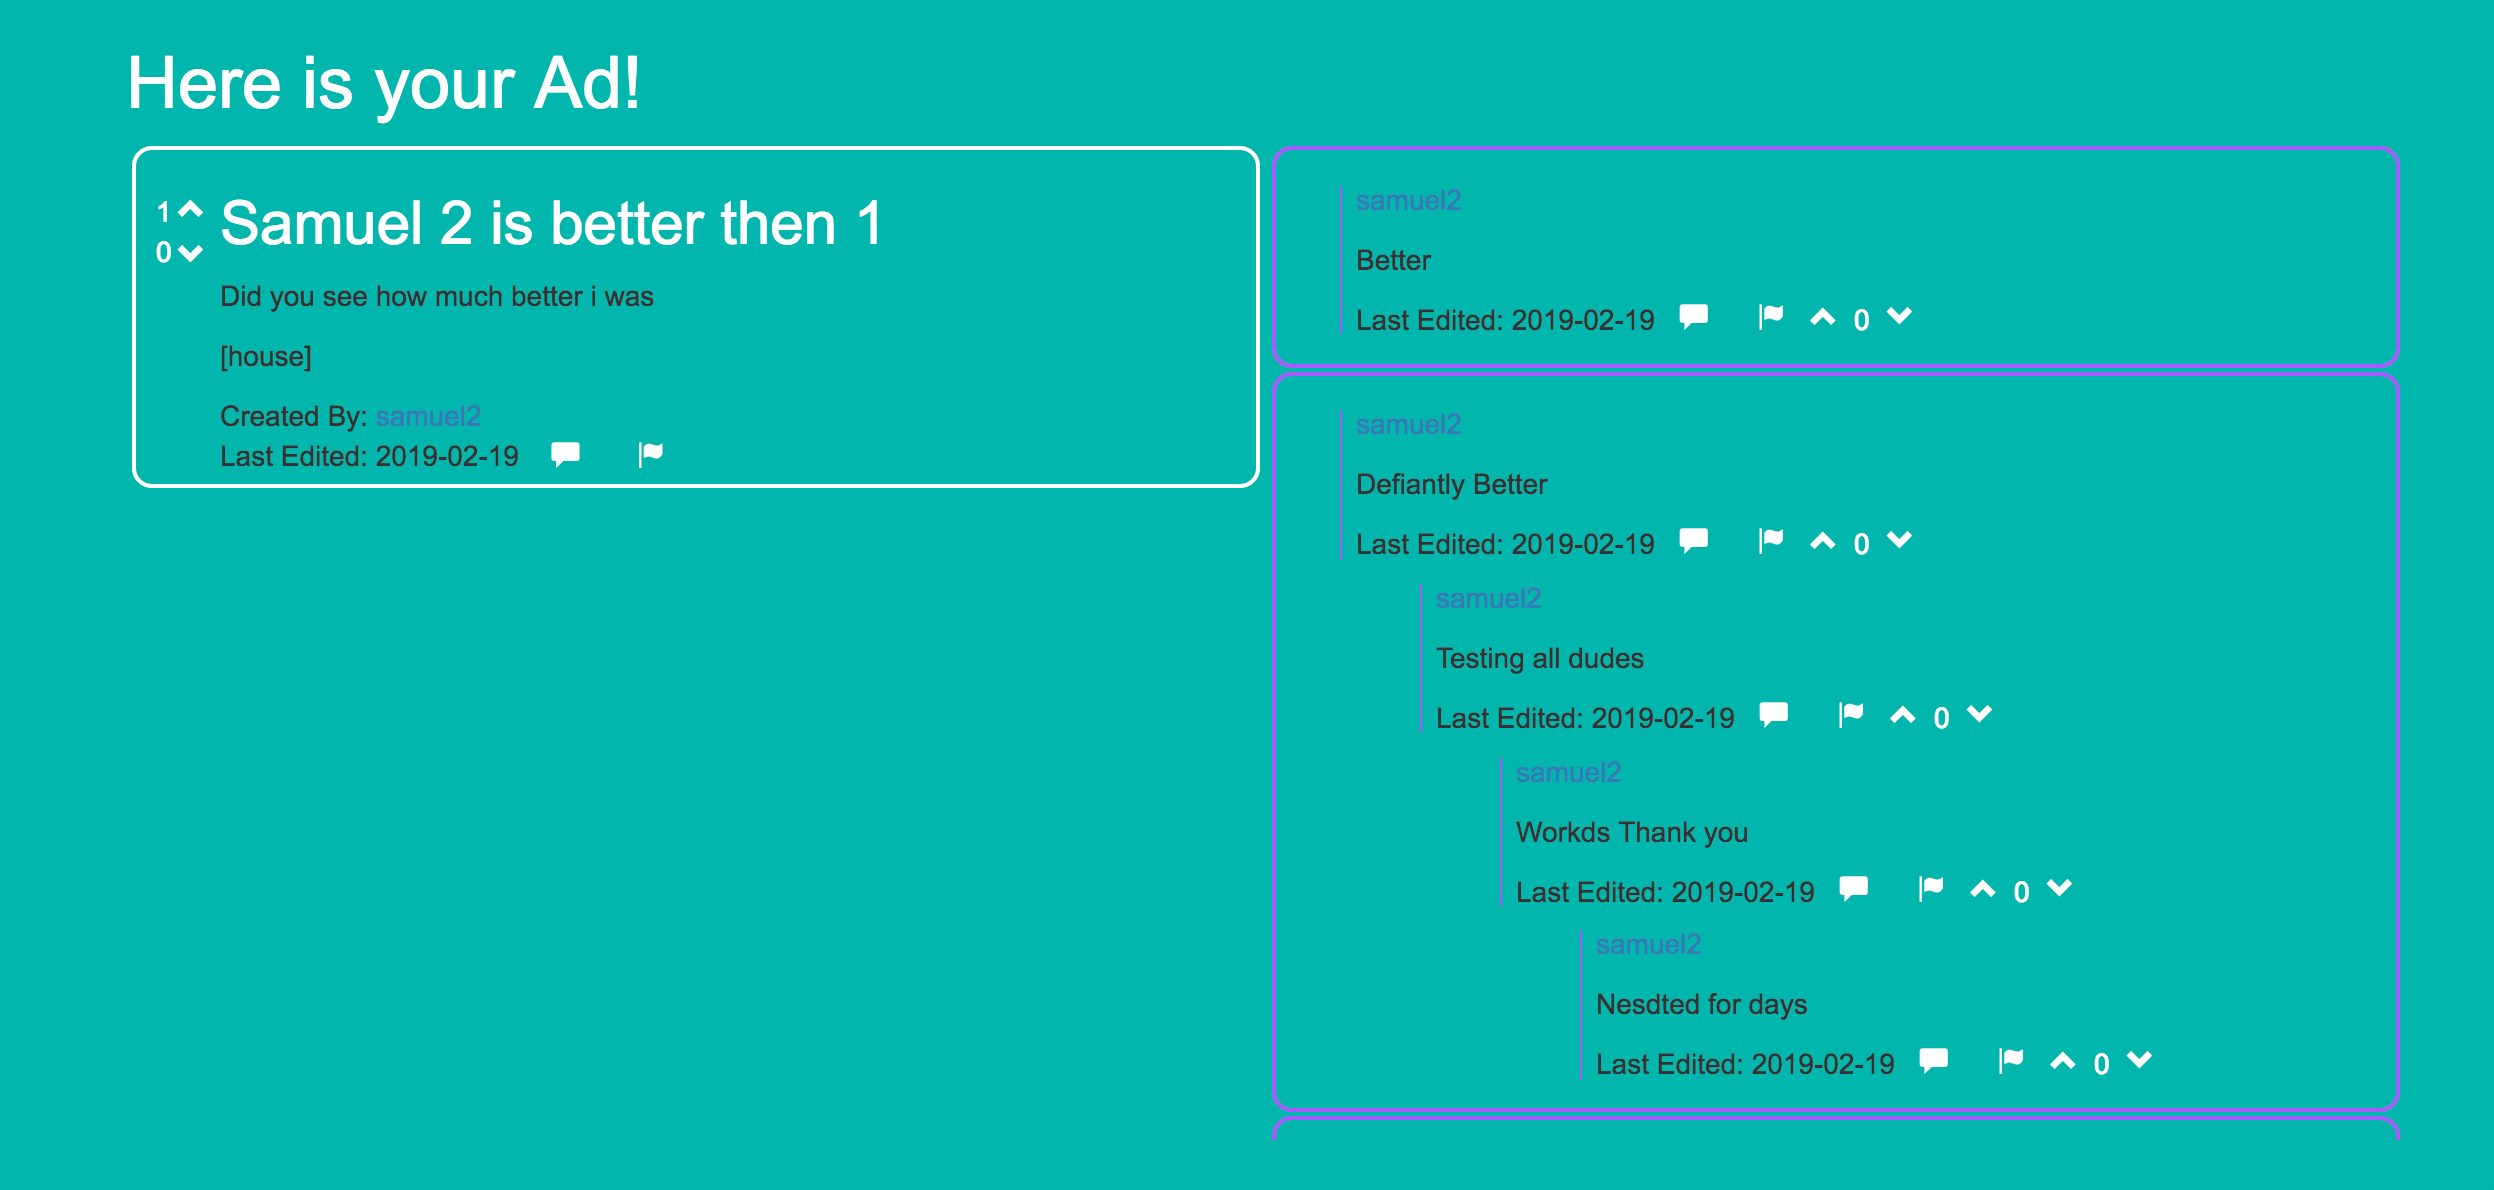 Here is your Ad!
1
Samuel 2 is better then 1
0
Did you see how much better i was
[house]
Created By: samuel2
Last Edited: 2019-02-19
samuel2
Better
Last Edited: 2019-02-19 0
samuel2
Defiantly Better
Last Edited: 2019-02-19 0
samuel2
Testing all dudes
Last Edited: 2019-02-19 0
samuel2
Workds Thank you
Last Edited: 2019-02-19 0
samuel2
Nesdted for days
Last Edited: 2019-02-19 0